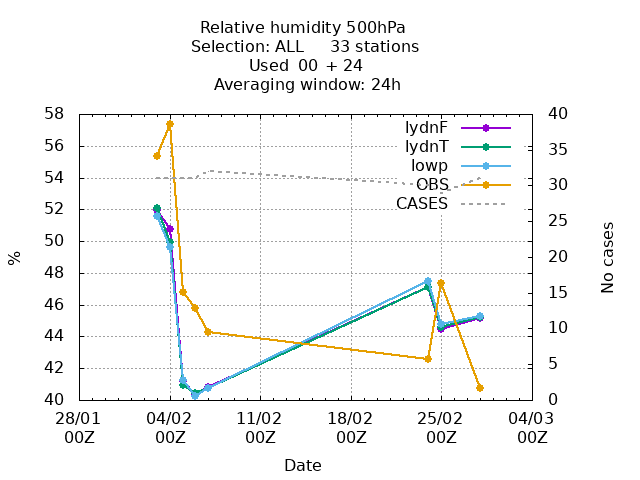 Relative humidity 500hPa
Selection: ALL 33 stations
Used 00 + 24
Averaging window: 24h
58
56
54
52
50
48
46
44
42
40
%
40
35
30
25
20
15
10
5
0
No cases
lydnF
lydnT
lowp
OBS
CASES
28/01 04/02 11/02 18/02 25/02 04/03
00Z 00Z 00Z 00Z 00Z 00Z
Date